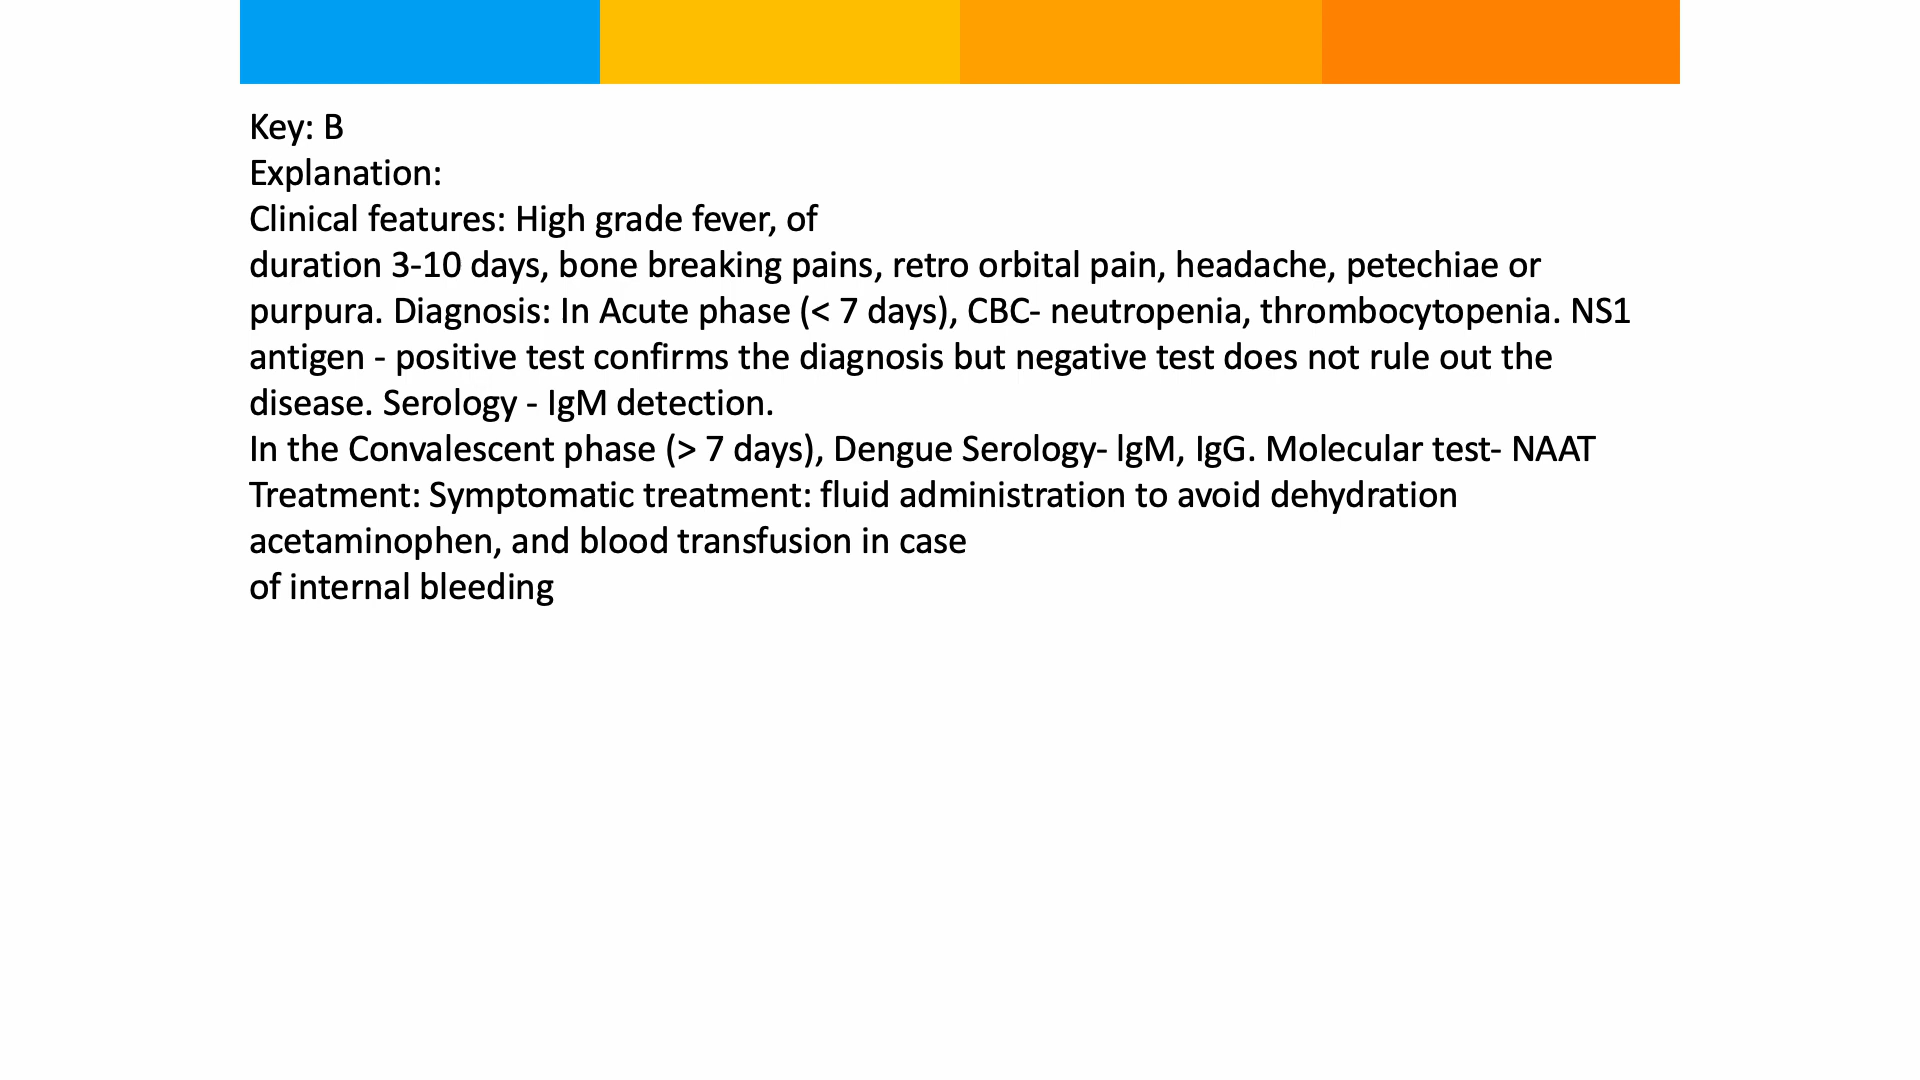 Key: B
Explanation:
Clinical features: High grade fever, of
duration 3-10 days, bone breaking pains, retro orbital pain, headache, petechiae or
purpura. Diagnosis: In Acute phase (< 7 days), CBC- neutropenia, thrombocytopenia. NS1
antigen - positive test confirms the diagnosis but negative test does not rule out the
disease. Serology - IgM detection.
In the Convalescent phase (> 7 days), Dengue Serology- lgM, IgG. Molecular test- NAAT
Treatment: Symptomatic treatment: fluid administration to avoid dehydration
acetaminophen, and blood transfusion in case
of internal bleeding